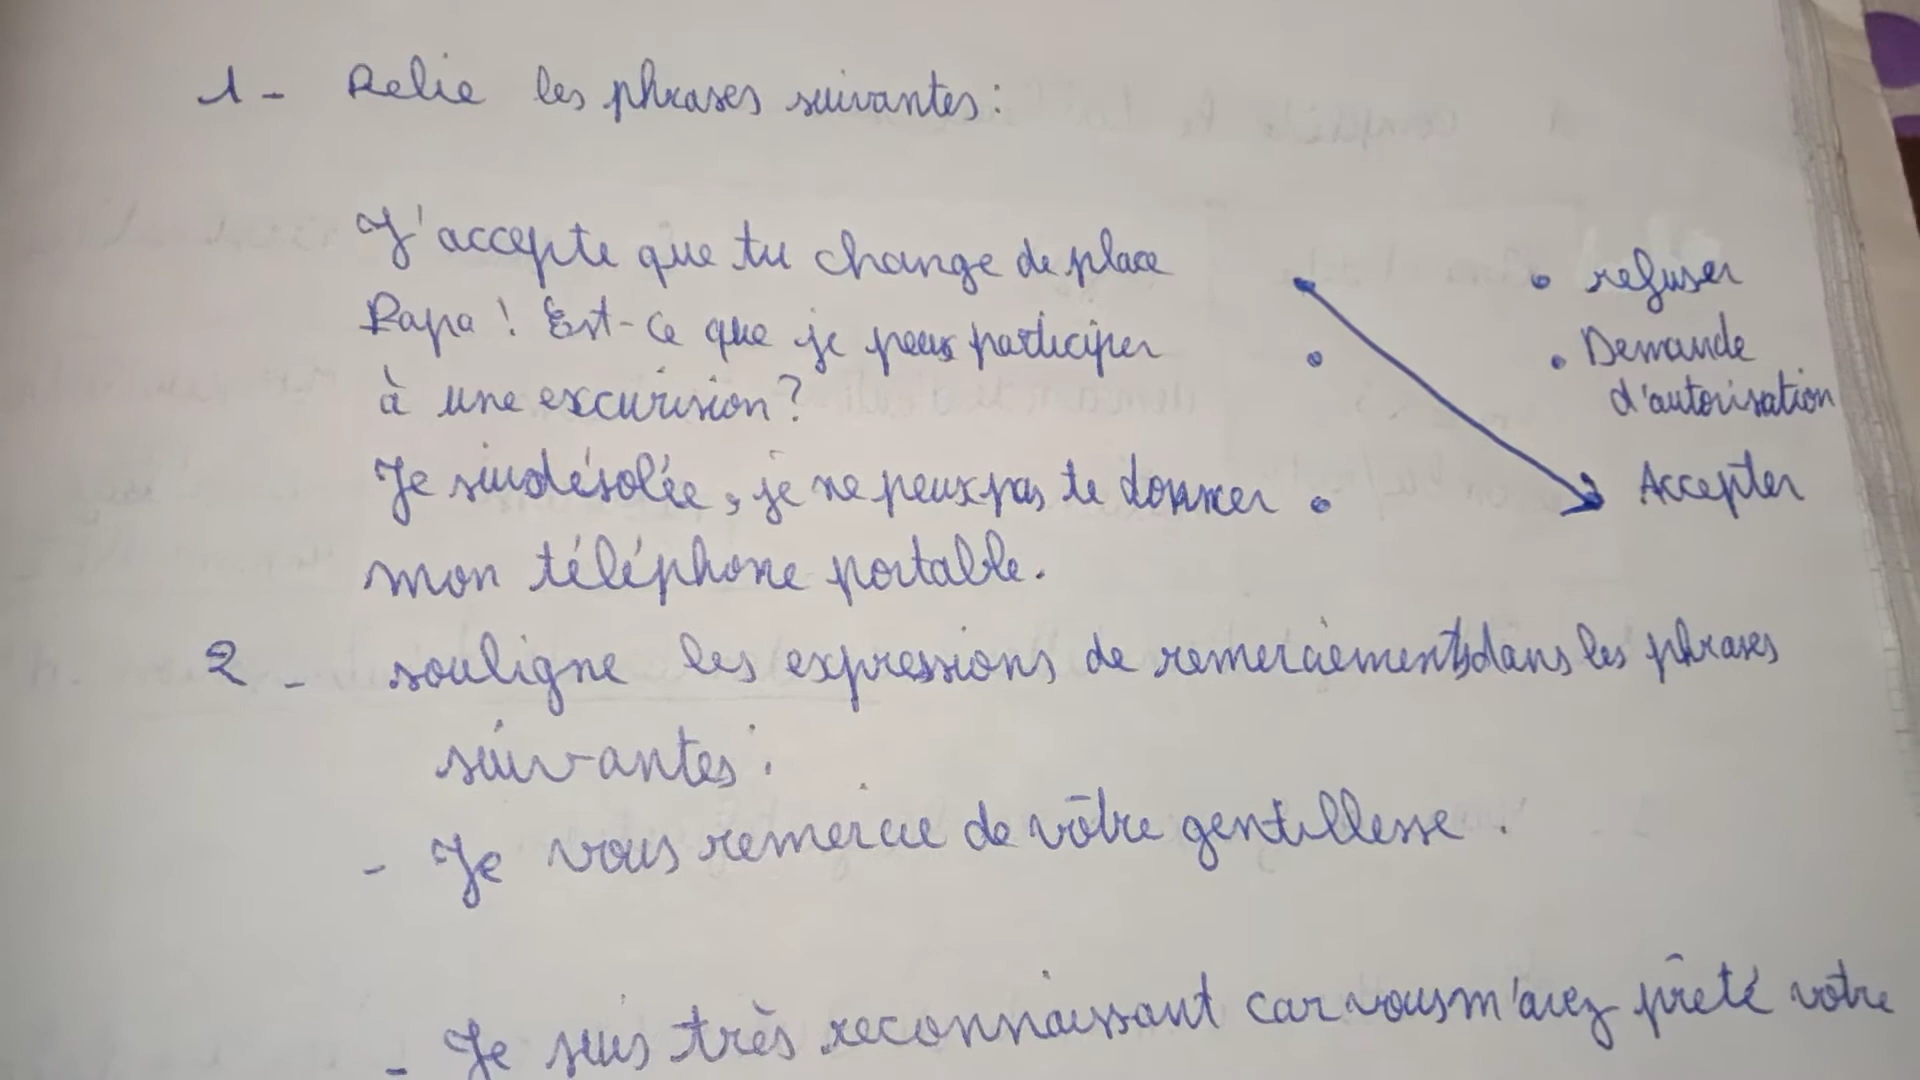 1- Relie les phrases suivantes :
J'accepte que tu change de place
• refuser
Papa ! Est-ce que je peux participer
• Demande
à une excurision ?
d'autorisation
Je suis désolée, je ne peux pas te donner
Accepter
mon téléphone portable.
2 - souligne les expressions de remerciements dans les phrases
suivantes :
- Je vous remercie de vôtre gentillesse.
- Je suis très reconnaissant car vous m'avez prêté votre